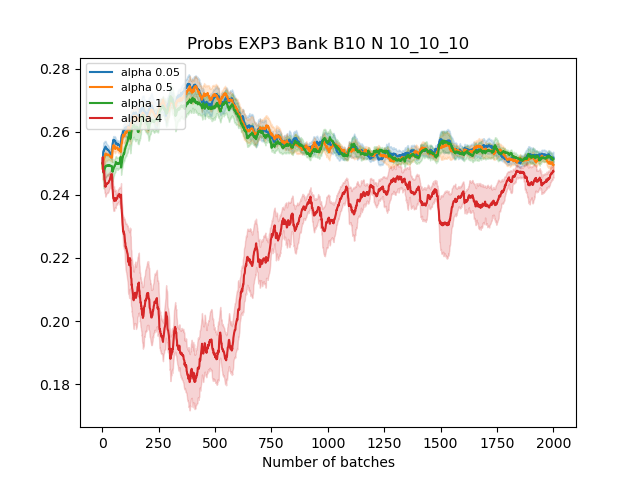 Probs EXP3 Bank B10 N 10_10_10
alpha 0.05
alpha 0.5
alpha 1
alpha 4
0.28
0.26
0.24
0.22
0.20
0.18
0 250 500 750 1000 1250 1500 1750 2000
Number of batches